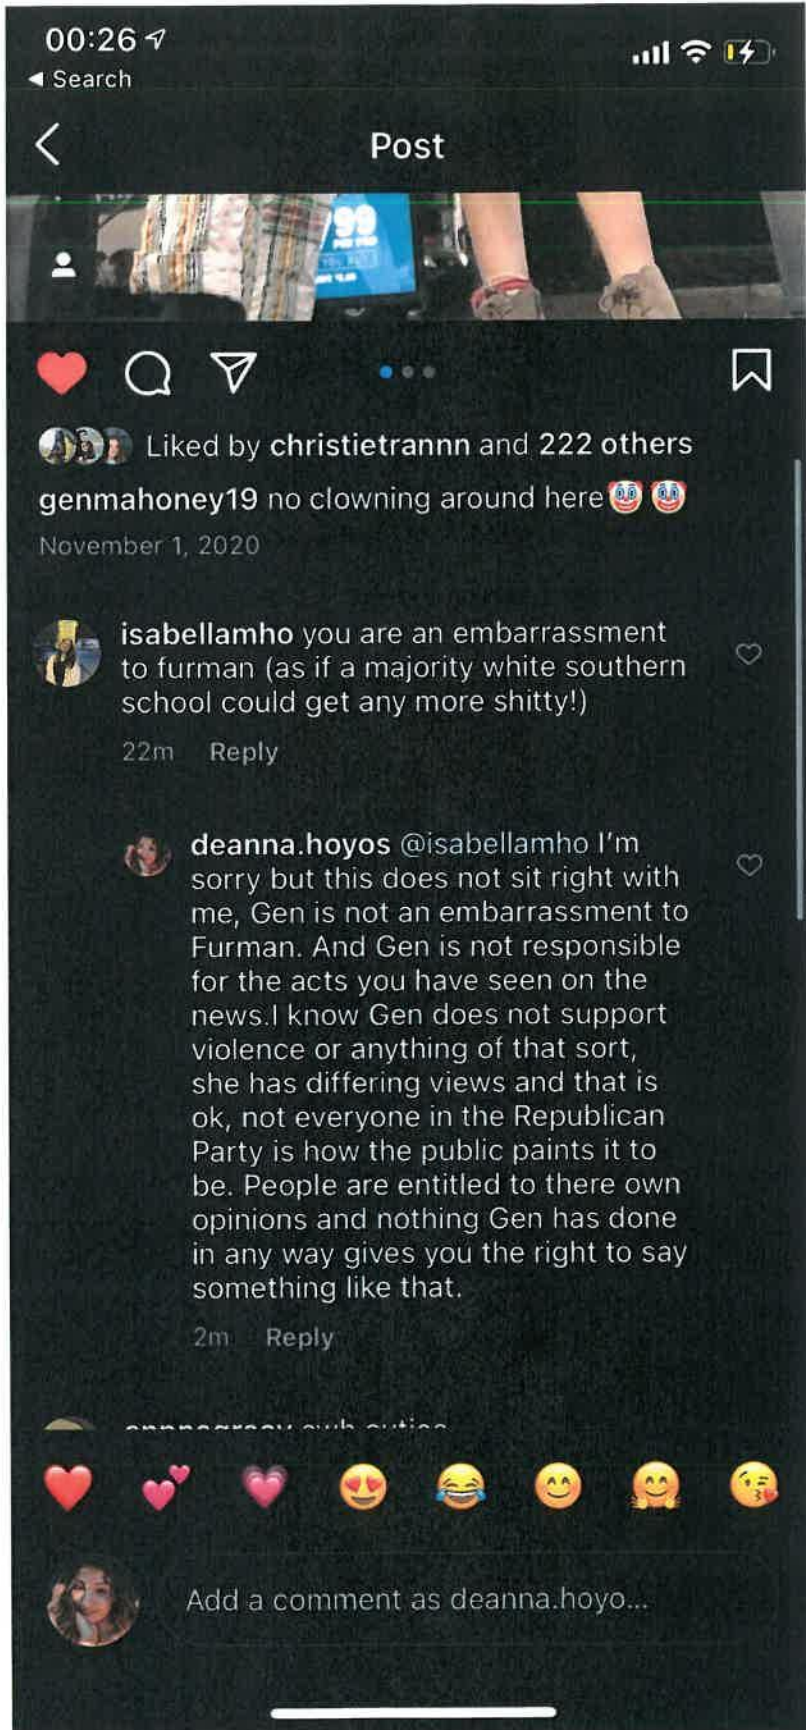 00:26
◀ Search
Post
99
Liked by christietrannn and 222 others
genmahoney19 no clowning around here🤡🤡
November 1, 2020
isabellamho you are an embarrassment
to furman (as if a majority white southern
school could get any more shitty!)
22m Reply
deanna.hoyos @isabellamho I'm
sorry but this does not sit right with
me, Gen is not an embarrassment to
Furman. And Gen is not responsible
for the acts you have seen on the
news.I know Gen does not support
violence or anything of that sort,
she has differing views and that is
ok, not everyone in the Republican
Party is how the public paints it to
be. People are entitled to there own
opinions and nothing Gen has done
in any way gives you the right to say
something like that.
2m Reply
Add a comment as deanna.hoyo...